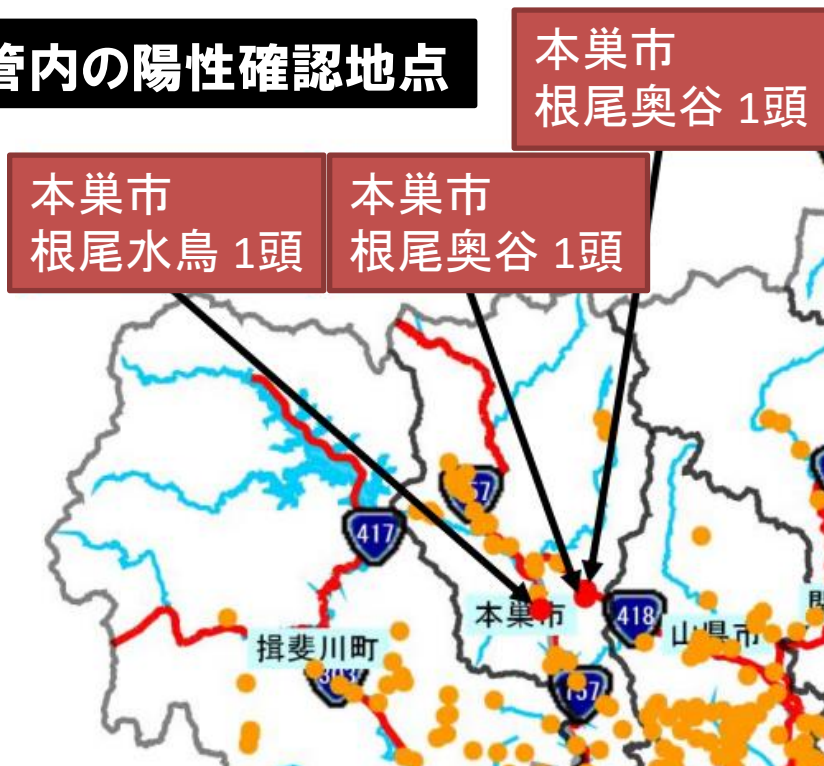 管内の陽性確認地点
本巣市
根尾奥谷 1頭
本巣市
根尾水鳥 1頭
本巣市
根尾奥谷 1頭
417
本巣市
418
山県市
揖斐川町
303
157